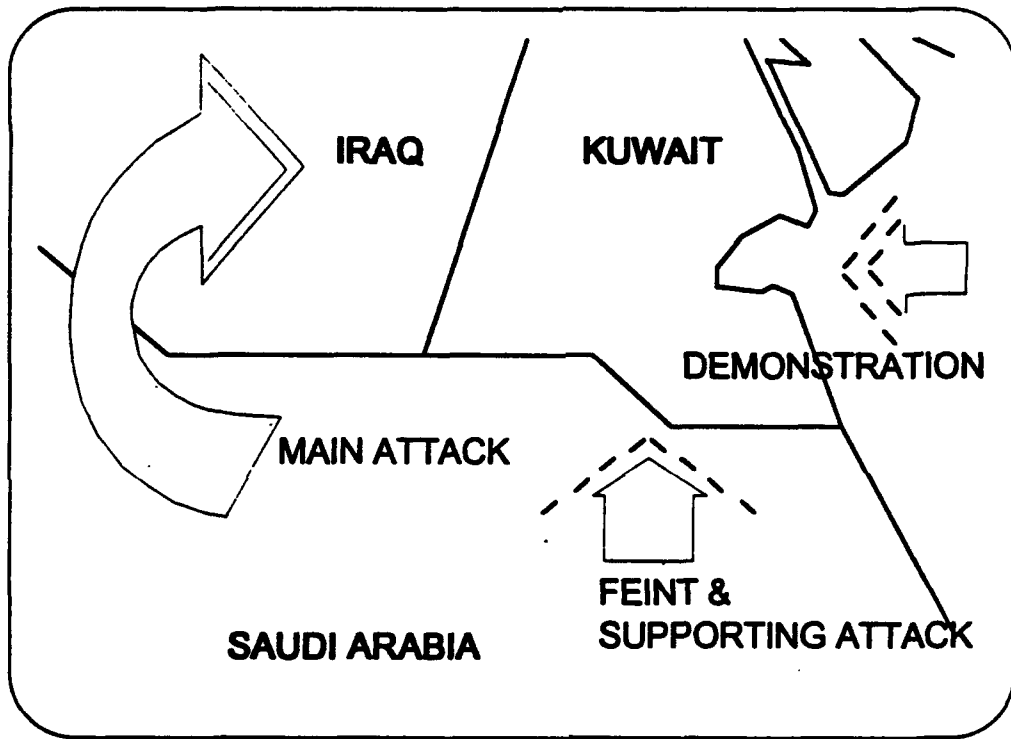 IRAQ
KUWAIT
DEMONSTRATION
MAIN ATTACK
FEINT &
SUPPORTING ATTACK
SAUDI ARABIA